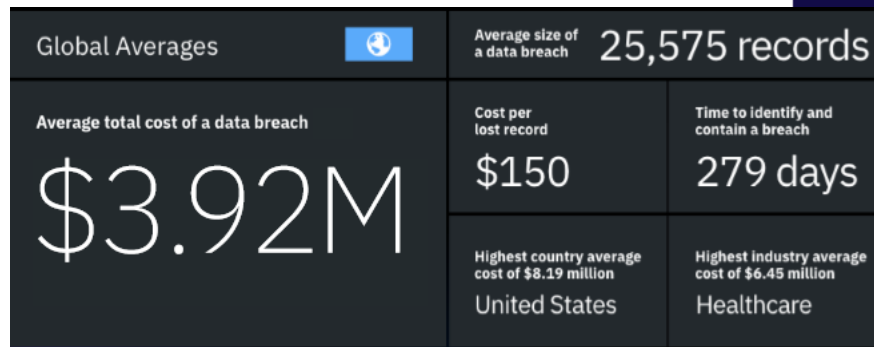 Global Averages
Average size of
a data breach
25,575 records
Average total cost of a data breach
$3.92M
Cost per
lost record
$150
Time to identify and
contain a breach
279 days
Highest country average
cost of $8.19 million
United States
Highest industry average
cost of $6.45 million
Healthcare